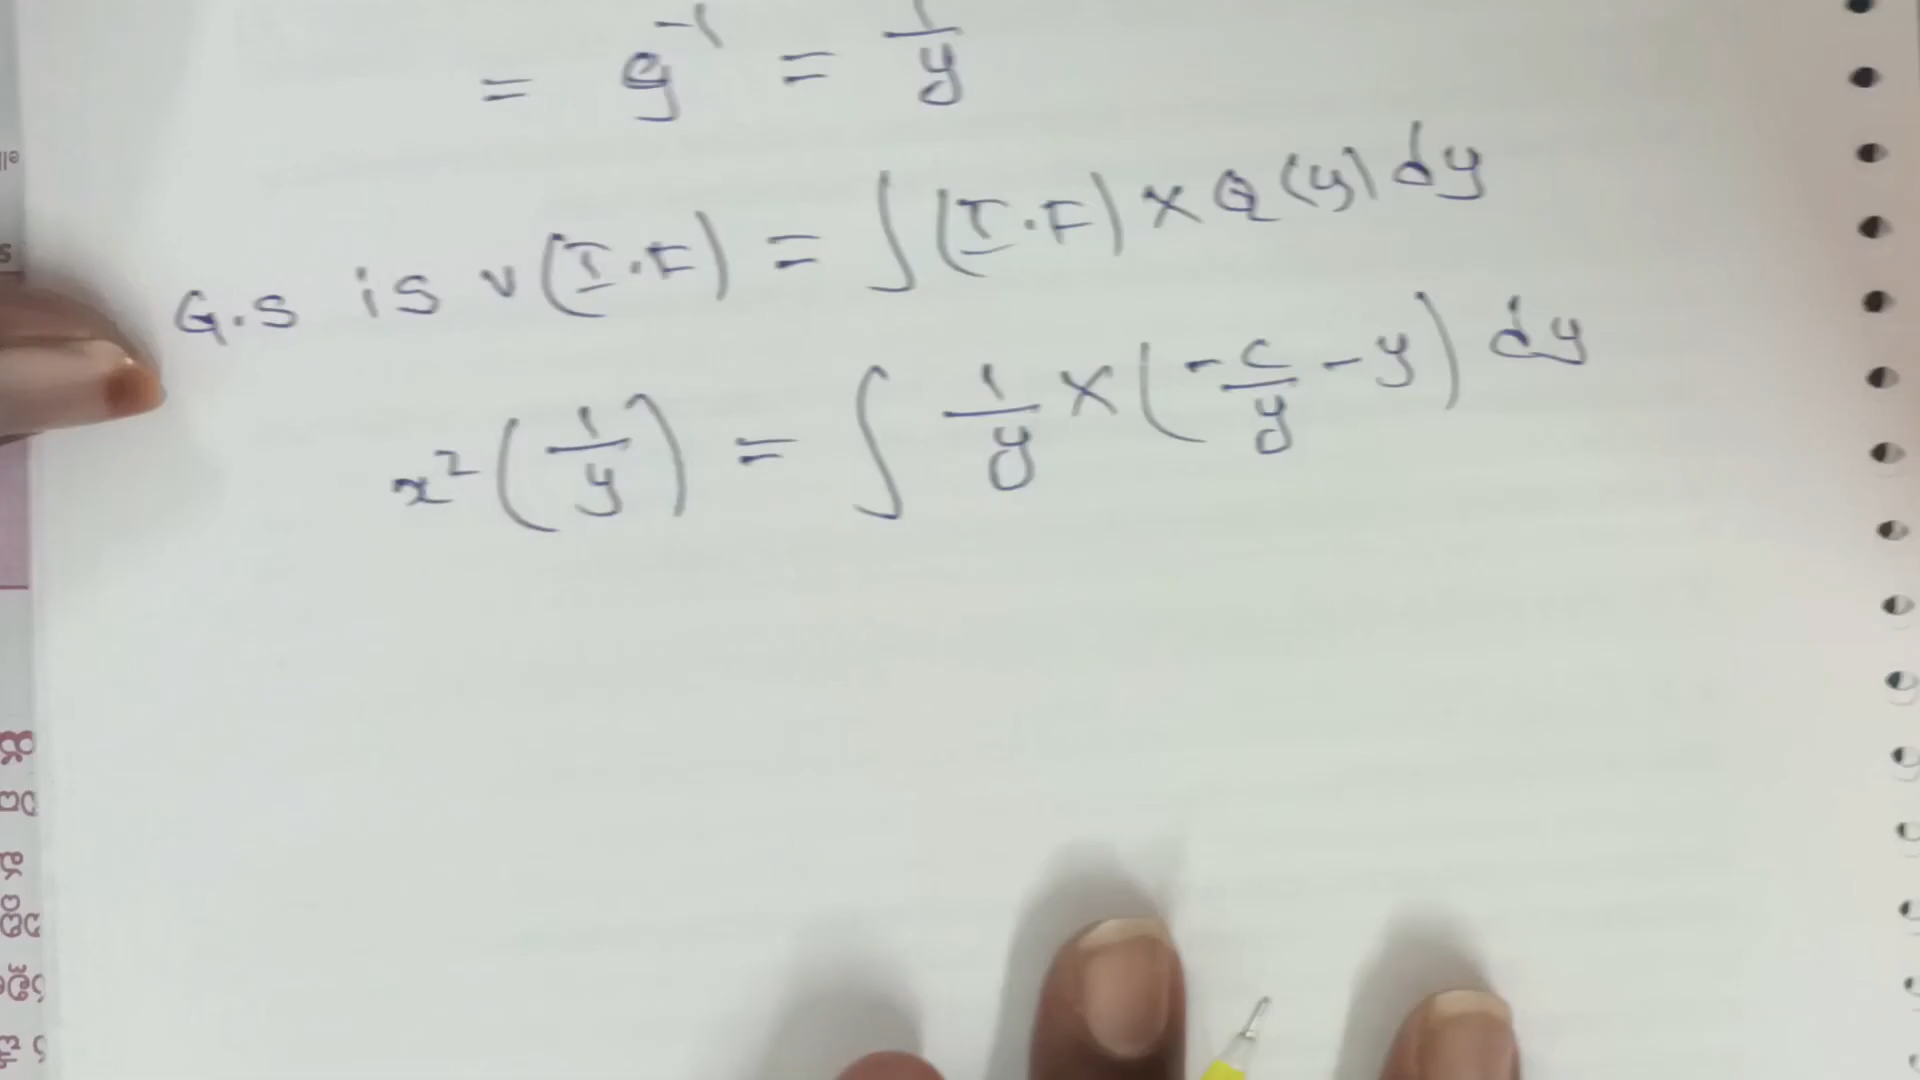 = y⁻¹ = 1/y
G.S is v(I.F) = ∫(I.F) × Q(y) dy
x²(1/y) = ∫ 1/y × (-c/y - y) dy